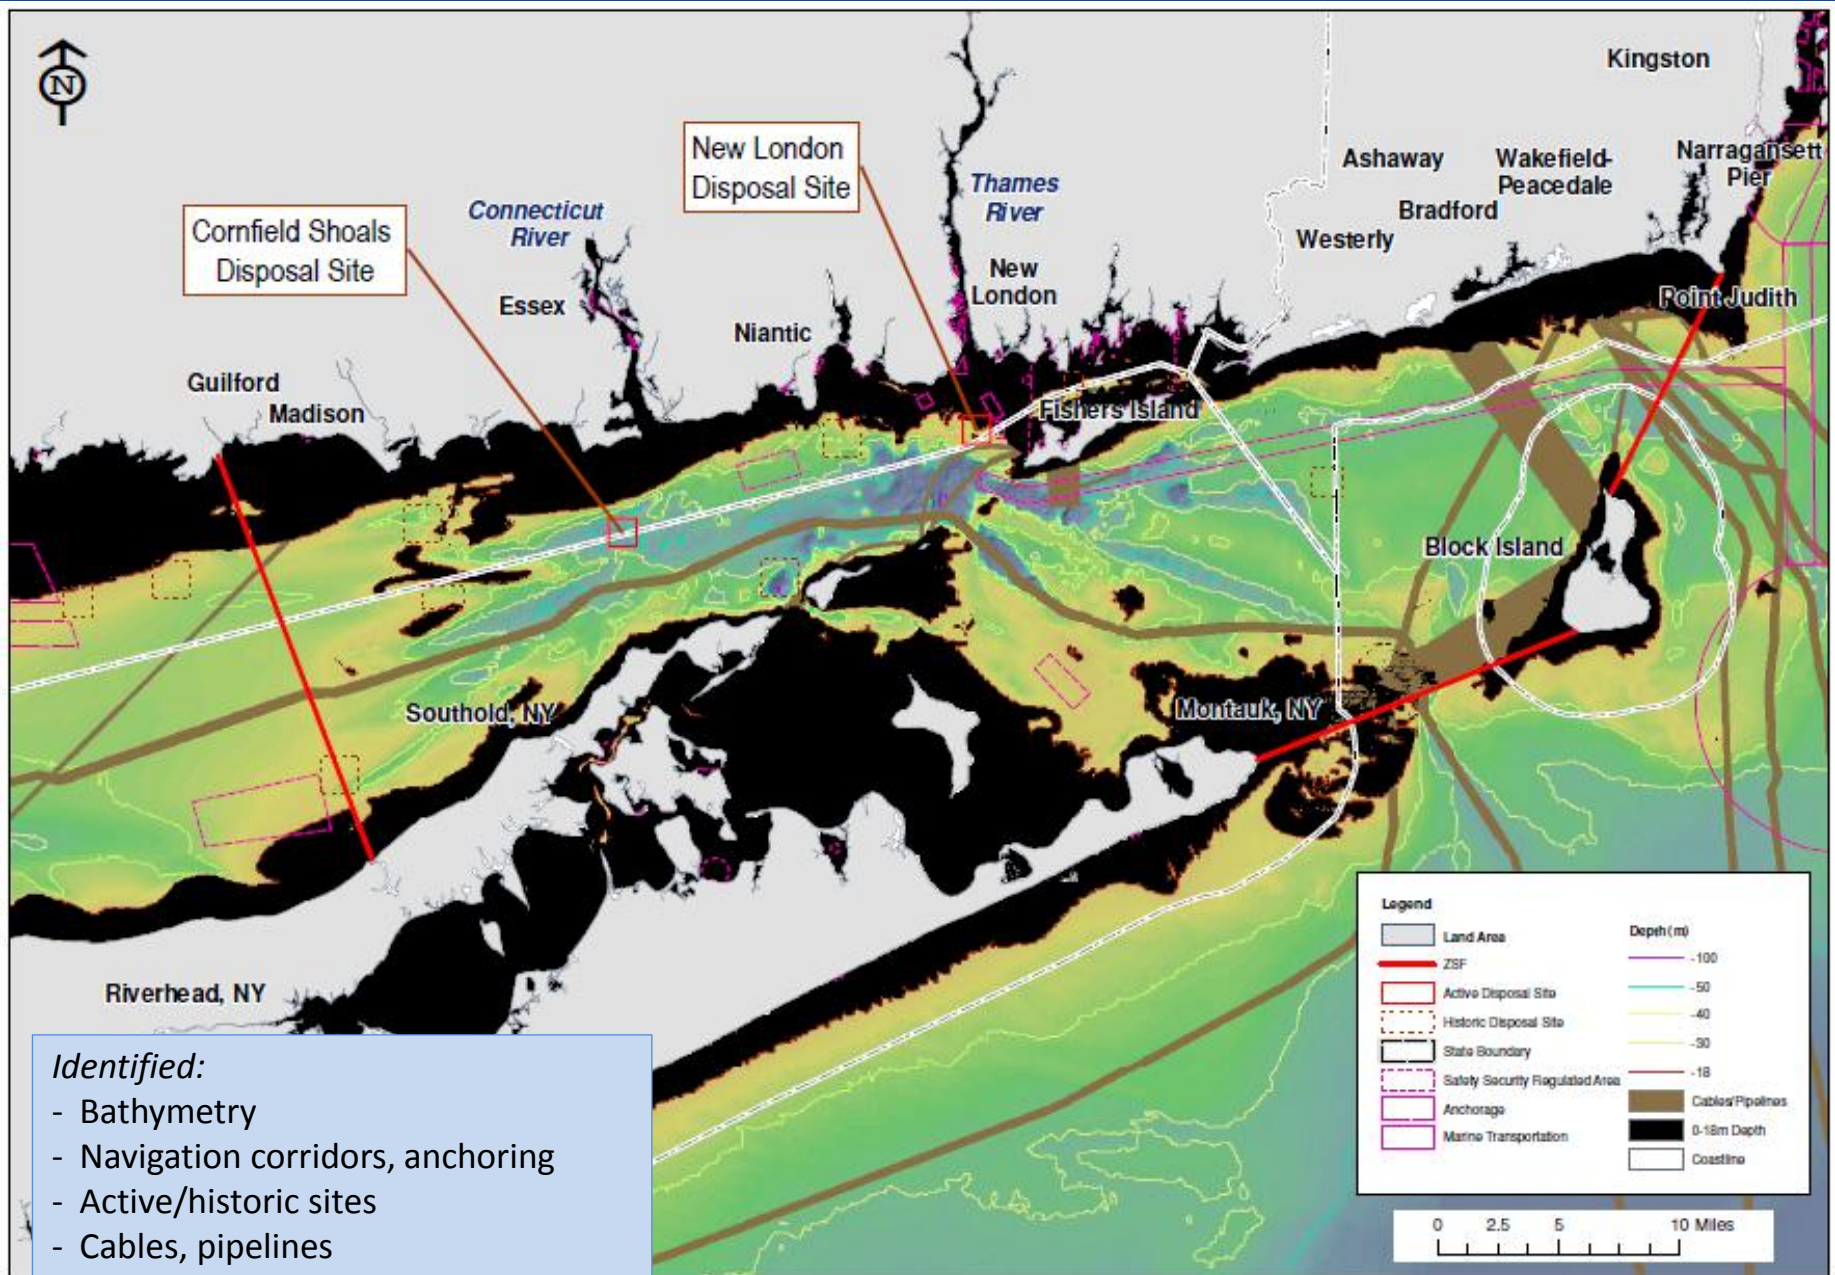 N
Kingston
New London
Disposal Site
Ashaway
Wakefield-
Peacedale
Narragansett
Pier
Thames
River
Bradford
Connecticut
River
Cornfield Shoals
Disposal Site
Westerly
New
London
Essex
Niantic
Point Judith
Guilford
Madison
Fishers Island
Block Island
Southold, NY
Montauk, NY
Riverhead, NY
Legend
Land Area
ZSF
Active Disposal Site
Historic Disposal Site
State Boundary
Safety Security Regulated Area
Anchorage
Marine Transportation
Depth (m)
-100
-50
-40
-30
-18
Cables/Pipelines
0-18m Depth
Coastline
0 2.5 5 10 Miles
Identified:
- Bathymetry
- Navigation corridors, anchoring
- Active/historic sites
- Cables, pipelines